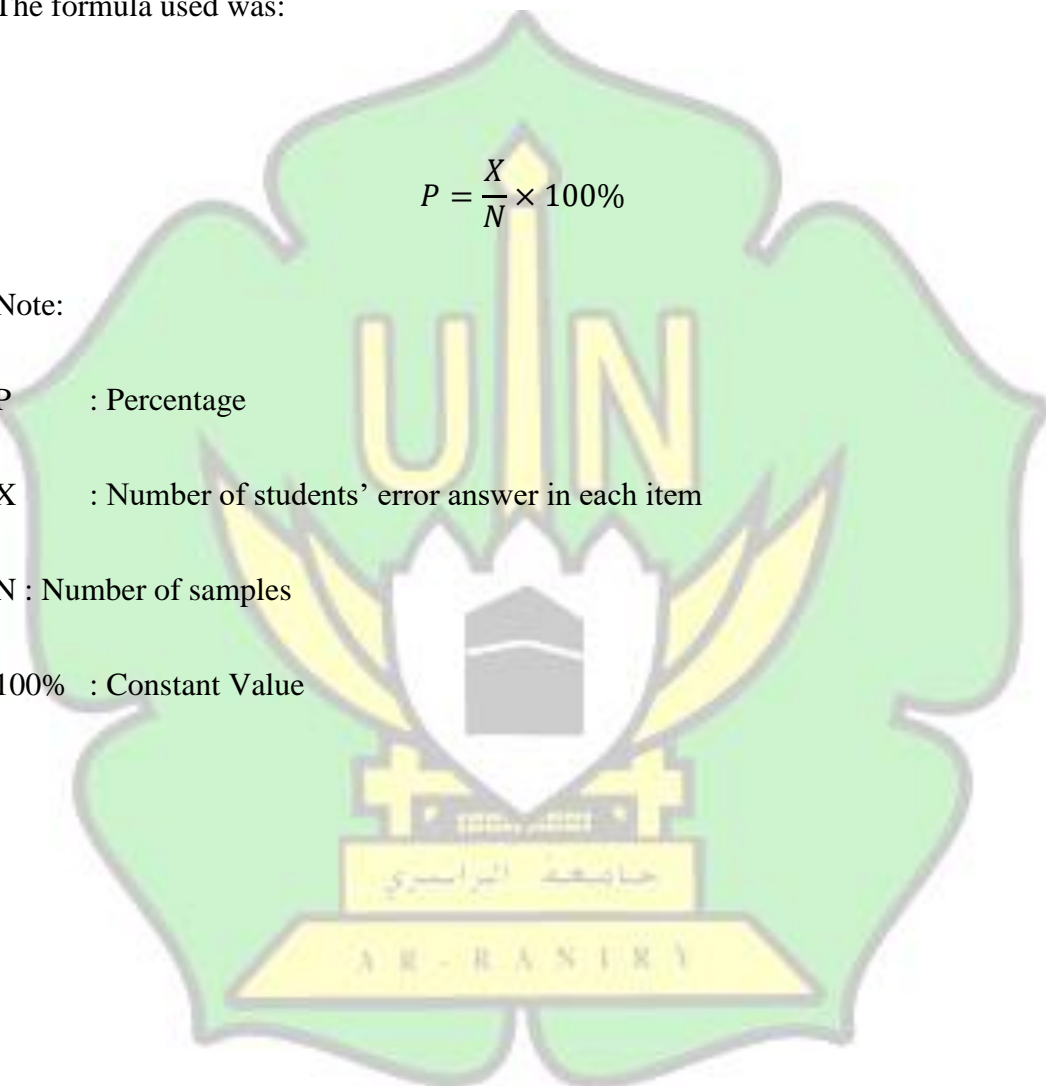 The formula used was:
P = X/N × 100%
Note:
P : Percentage
X : Number of students’ error answer in each item
N : Number of samples
100% : Constant Value
UIN
جامعة الرانيري
AR-RANIRY